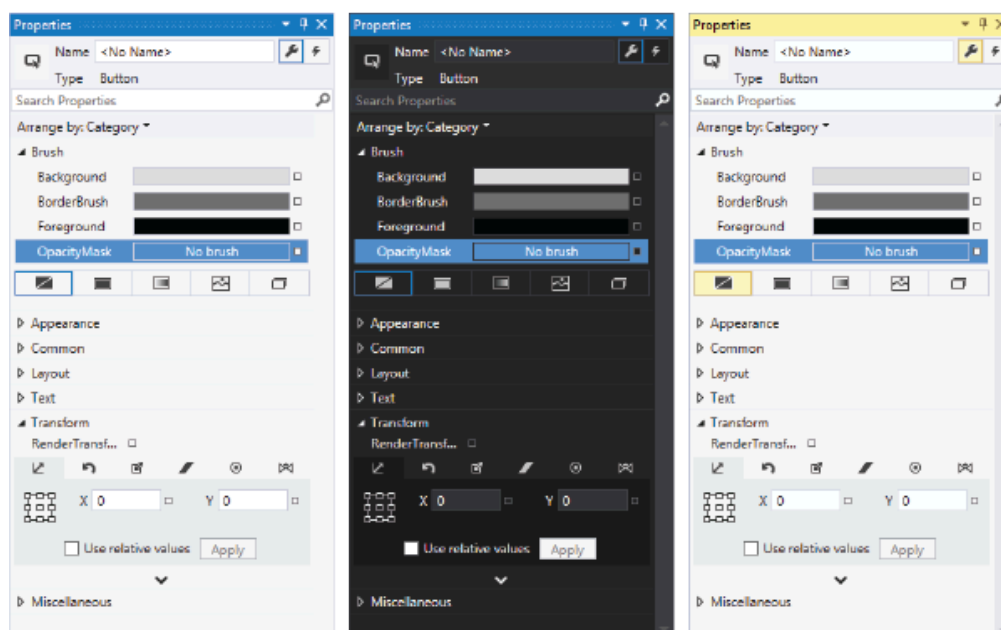 Properties
Name <No Name>
Type Button
Search Properties
Arrange by: Category
Brush
Background
BorderBrush
Foreground
OpacityMask No brush
Appearance
Common
Layout
Text
Transform
RenderTransf...
X 0 Y 0
Use relative values Apply
Miscellaneous
Properties
Name <No Name>
Type Button
Search Properties
Arrange by: Category
Brush
Background
BorderBrush
Foreground
OpacityMask No brush
Appearance
Common
Layout
Text
Transform
RenderTransf...
X 0 Y 0
Use relative values Apply
Miscellaneous
Properties
Name <No Name>
Type Button
Search Properties
Arrange by: Category
Brush
Background
BorderBrush
Foreground
OpacityMask No brush
Appearance
Common
Layout
Text
Transform
RenderTransf...
X 0 Y 0
Use relative values Apply
Miscellaneous